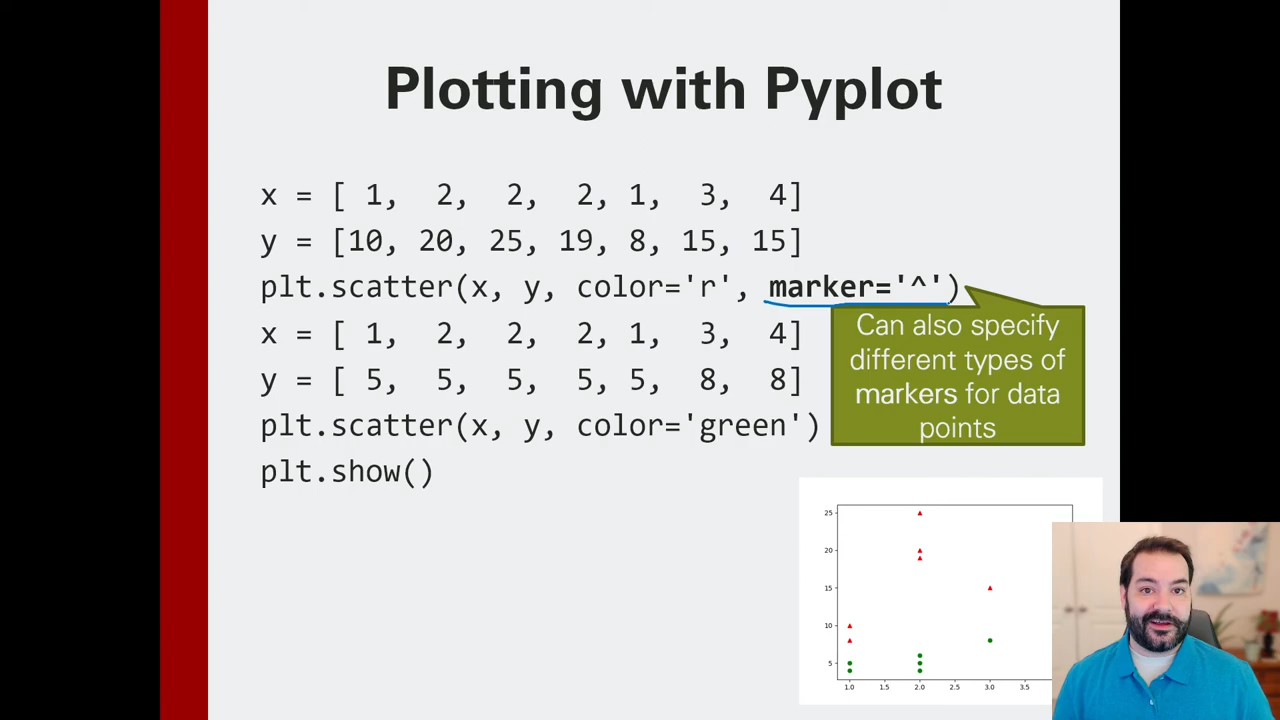 Plotting with Pyplot
x = [ 1, 2, 2, 2, 1, 3, 4]
y = [10, 20, 25, 19, 8, 15, 15]
plt.scatter(x, y, color='r', marker='^')
x = [ 1, 2, 2, 2, 1, 3, 4]
y = [ 5, 5, 5, 5, 5, 8, 8]
plt.scatter(x, y, color='green')
plt.show()
Can also specify
different types of
markers for data
points
25
20
15
10
5
1.0 1.5 2.0 2.5 3.0 3.5